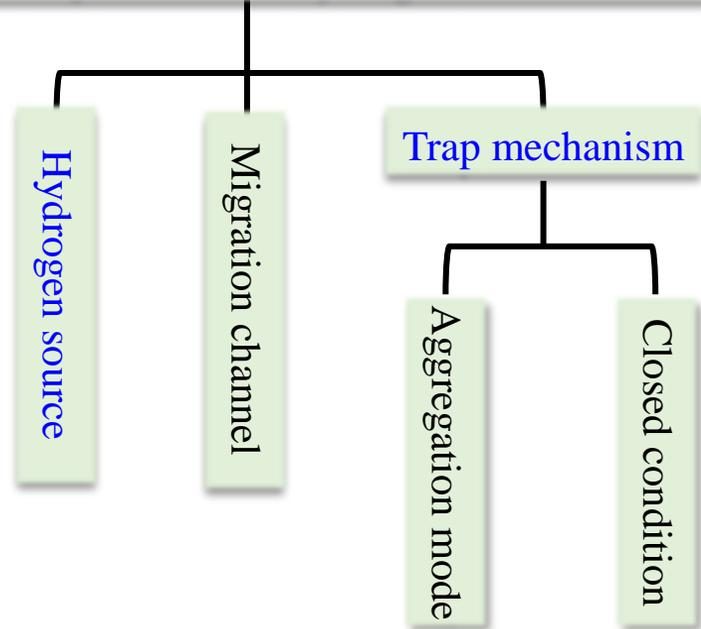 Hydrogen source
Migration channel
Trap mechanism
Aggregation mode
Closed condition